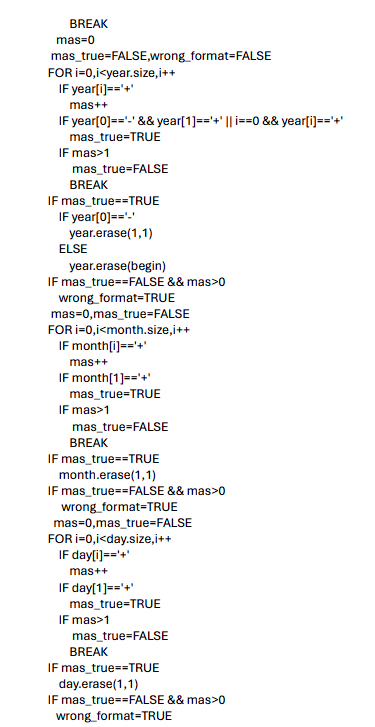 BREAK
mas=0
mas_true=FALSE,wrong_format=FALSE
FOR i=0,i<year.size,i++
IF year[i]=='+'
mas++
IF year[0]=='-' && year[1]=='+' || i==0 && year[i]=='+'
mas_true=TRUE
IF mas>1
mas_true=FALSE
BREAK
IF mas_true==TRUE
IF year[0]=='-'
year.erase(1,1)
ELSE
year.erase(begin)
IF mas_true==FALSE && mas>0
wrong_format=TRUE
mas=0,mas_true=FALSE
FOR i=0,i<month.size,i++
IF month[i]=='+'
mas++
IF month[1]=='+'
mas_true=TRUE
IF mas>1
mas_true=FALSE
BREAK
IF mas_true==TRUE
month.erase(1,1)
IF mas_true==FALSE && mas>0
wrong_format=TRUE
mas=0,mas_true=FALSE
FOR i=0,i<day.size,i++
IF day[i]=='+'
mas++
IF day[1]=='+'
mas_true=TRUE
IF mas>1
mas_true=FALSE
BREAK
IF mas_true==TRUE
day.erase(1,1)
IF mas_true==FALSE && mas>0
wrong_format=TRUE